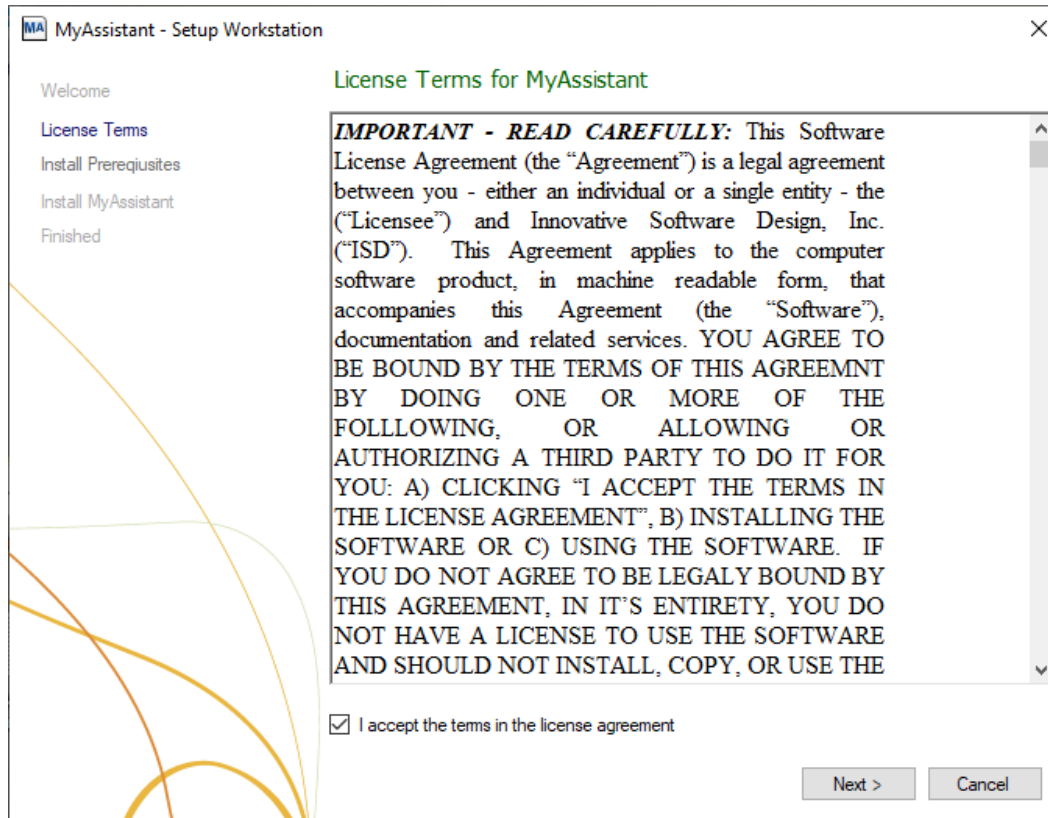 MA MyAssistant - Setup Workstation
Welcome
License Terms
Install Prereqiusites
Install MyAssistant
Finished
License Terms for MyAssistant
IMPORTANT - READ CAREFULLY: This Software
License Agreement (the “Agreement”) is a legal agreement
between you - either an individual or a single entity - the
(“Licensee”) and Innovative Software Design, Inc.
(“ISD”). This Agreement applies to the computer
software product, in machine readable form, that
accompanies this Agreement (the “Software”),
documentation and related services. YOU AGREE TO
BE BOUND BY THE TERMS OF THIS AGREEMNT
BY DOING ONE OR MORE OF THE
FOLLLOWING, OR ALLOWING OR
AUTHORIZING A THIRD PARTY TO DO IT FOR
YOU: A) CLICKING “I ACCEPT THE TERMS IN
THE LICENSE AGREEMENT”, B) INSTALLING THE
SOFTWARE OR C) USING THE SOFTWARE. IF
YOU DO NOT AGREE TO BE LEGALY BOUND BY
THIS AGREEMENT, IN IT’S ENTIRETY, YOU DO
NOT HAVE A LICENSE TO USE THE SOFTWARE
AND SHOULD NOT INSTALL, COPY, OR USE THE
I accept the terms in the license agreement
Next >
Cancel